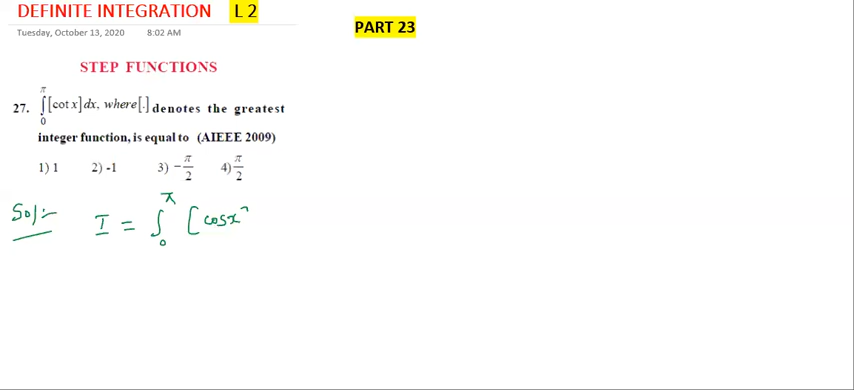 DEFINITE INTEGRATION L 2
PART 23
Tuesday, October 13, 2020 8:02 AM
STEP FUNCTIONS
27. ∫₀^π [cot x] dx, where [.] denotes the greatest
integer function, is equal to (AIEEE 2009)
1) 1 2) -1 3) -π/2 4) π/2
Sol:- I = ∫₀^π [cosx